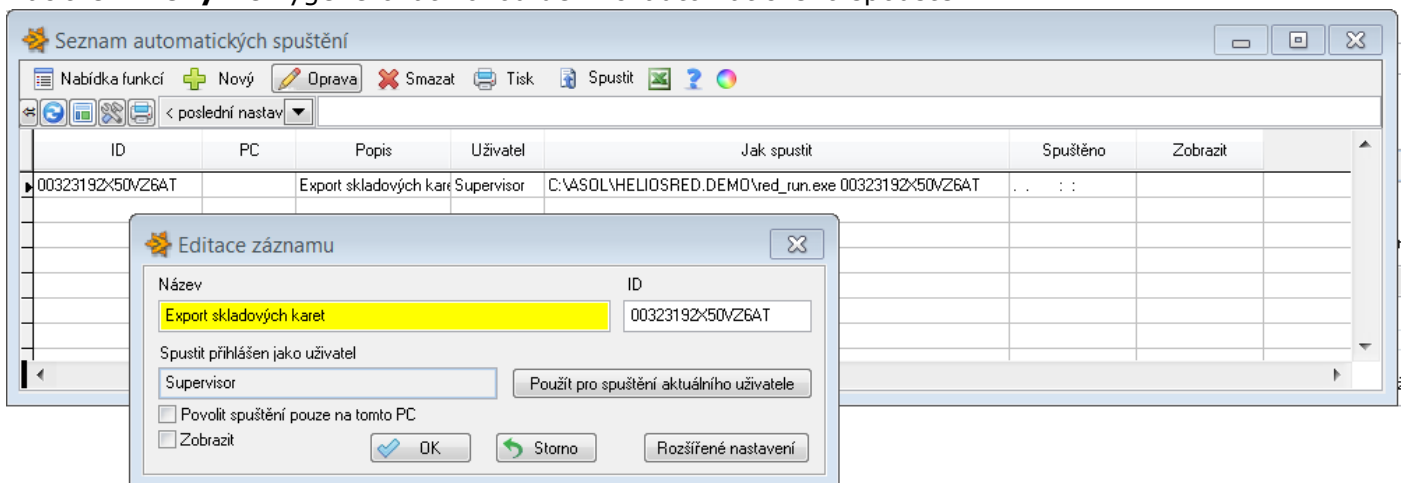 Seznam automatických spuštění
Nabídka funkcí Nový Oprava Smazat Tisk Spustit
< poslední nastav
ID PC Popis Uživatel Jak spustit Spuštěno Zobrazit
00323192X50VZ6AT Export skladových kare Supervisor C:\ASOL\HELIOSRED.DEMO\red_run.exe 00323192X50VZ6AT . . : :
Editace záznamu
Název ID
Export skladových karet 00323192X50VZ6AT
Spustit přihlášen jako uživatel
Supervisor Použít pro spuštění aktuálního uživatele
Povolit spuštění pouze na tomto PC
Zobrazit OK Storno Rozšířené nastavení